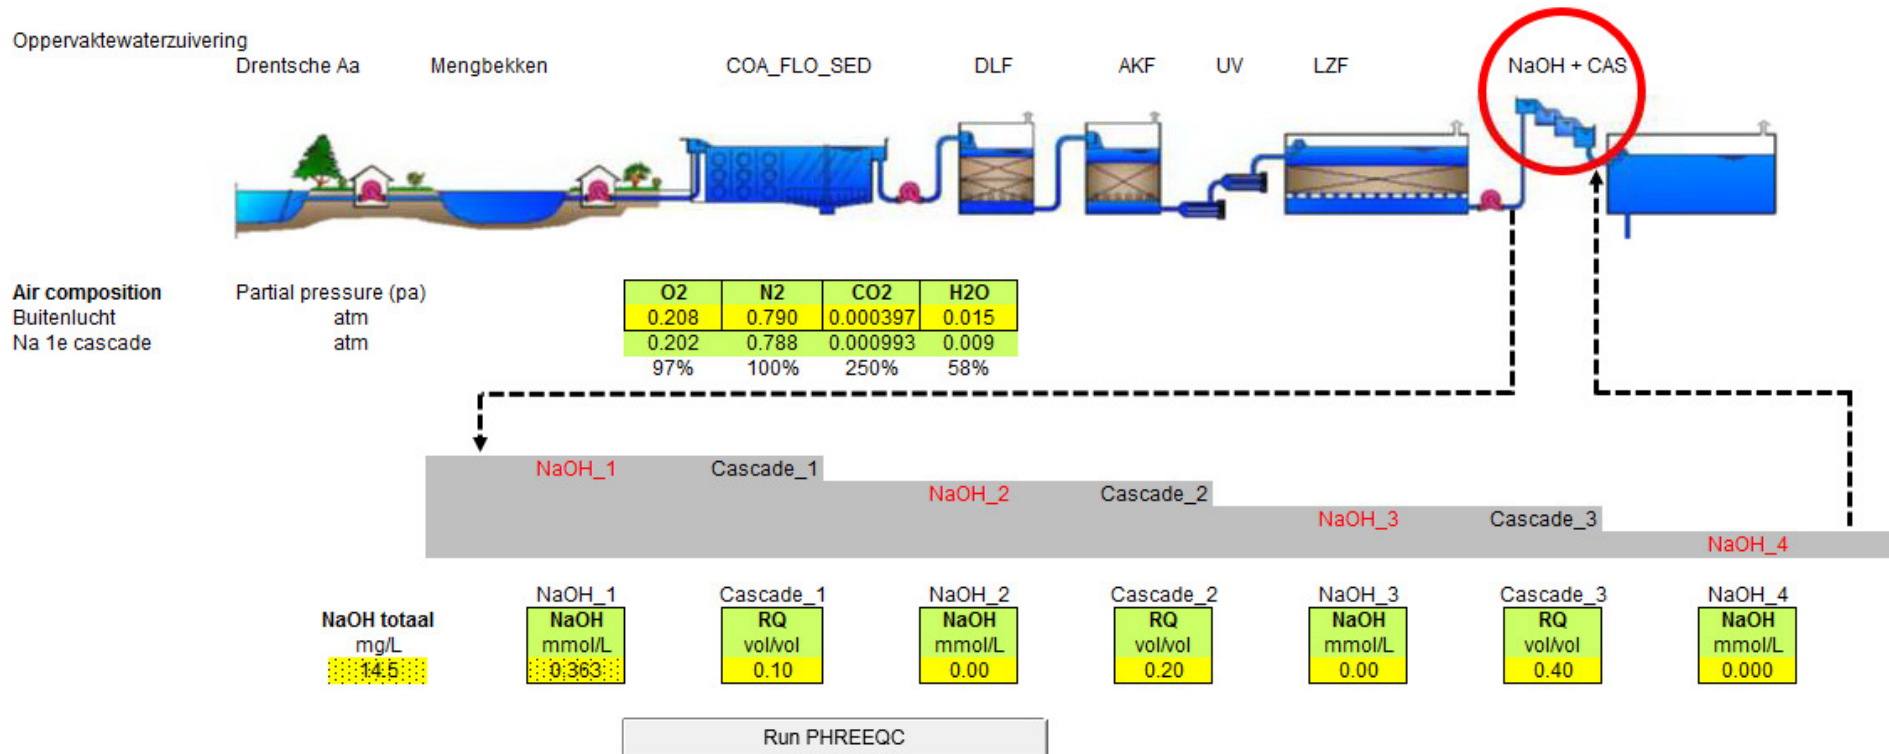 Oppervaktewaterzuivering
Drentsche Aa Mengbekken COA_FLO_SED DLF AKF UV LZF NaOH + CAS
Air composition Partial pressure (pa) O2 N2 CO2 H2O
Buitenlucht atm 0.208 0.790 0.000397 0.015
Na 1e cascade atm 0.202 0.788 0.000993 0.009
97% 100% 250% 58%
NaOH_1 Cascade_1
NaOH_2 Cascade_2
NaOH_3 Cascade_3
NaOH_4
NaOH_1 Cascade_1 NaOH_2 Cascade_2 NaOH_3 Cascade_3 NaOH_4
NaOH totaal NaOH RQ NaOH RQ NaOH RQ NaOH
mg/L mmol/L vol/vol mmol/L vol/vol mmol/L vol/vol mmol/L
14.5 0.363 0.10 0.00 0.20 0.00 0.40 0.000
Run PHREEQC